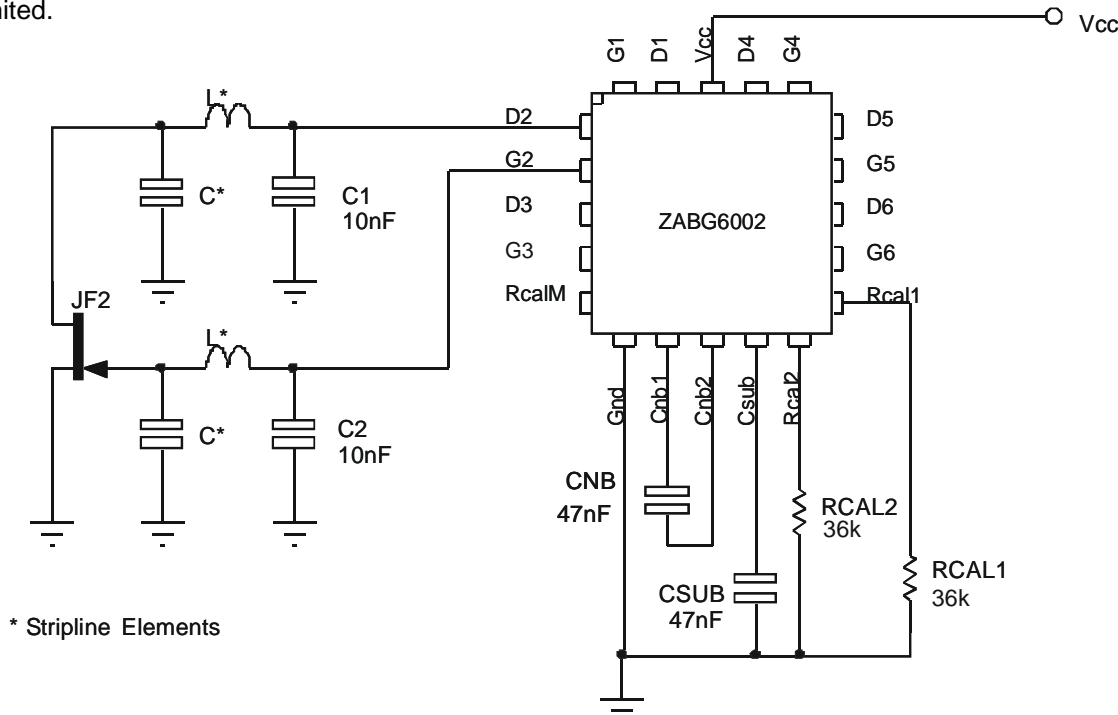 nited.
Vcc
G1
D1
Vcc
D4
G4
L*
D2
D5
G2
G5
C*
C1
10nF
D3
D6
ZABG6002
G3
G6
JF2
RcalM
Rcal1
L*
Gnd
Cnb1
Cnb2
Csub
Rcal2
C*
C2
10nF
CNB
47nF
RCAL2
36k
RCAL1
36k
CSUB
47nF
* Stripline Elements